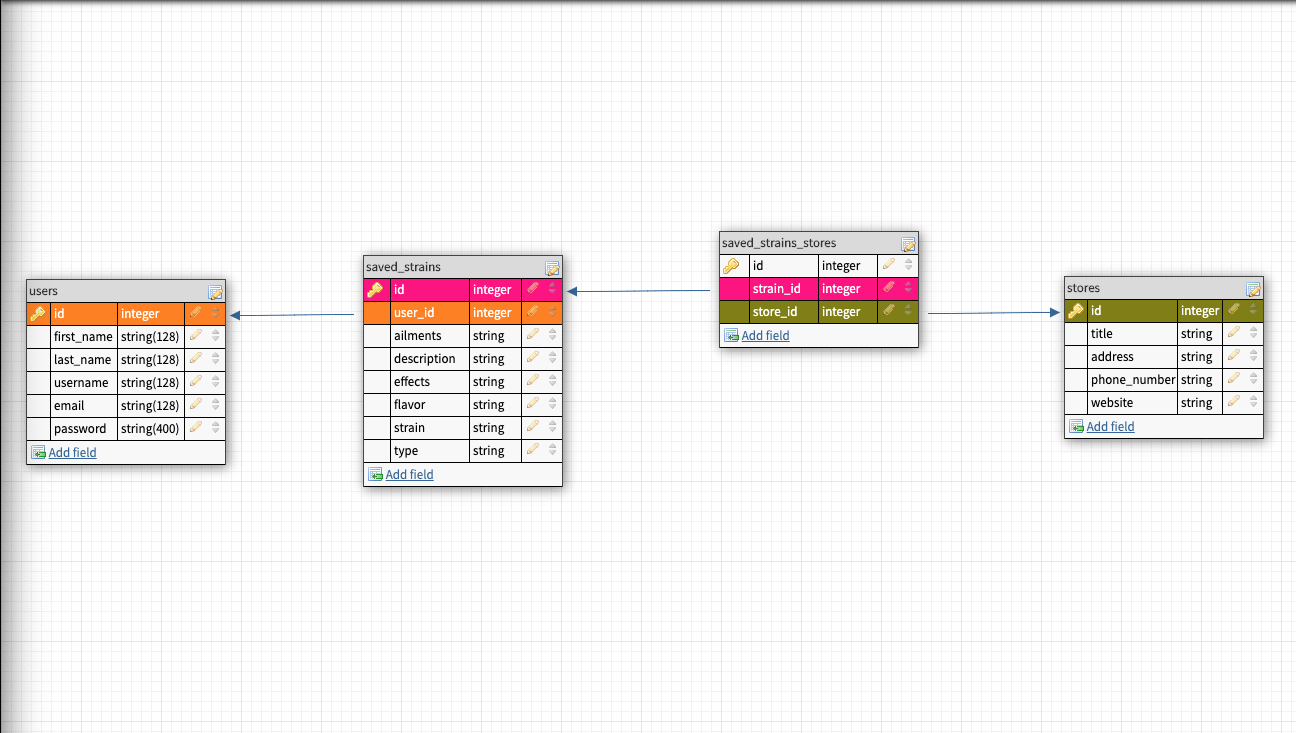 users
id integer
first_name string(128)
last_name string(128)
username string(128)
email string(128)
password string(400)
Add field
saved_strains
id integer
user_id integer
ailments string
description string
effects string
flavor string
strain string
type string
Add field
saved_strains_stores
id integer
strain_id integer
store_id integer
Add field
stores
id integer
title string
address string
phone_number string
website string
Add field